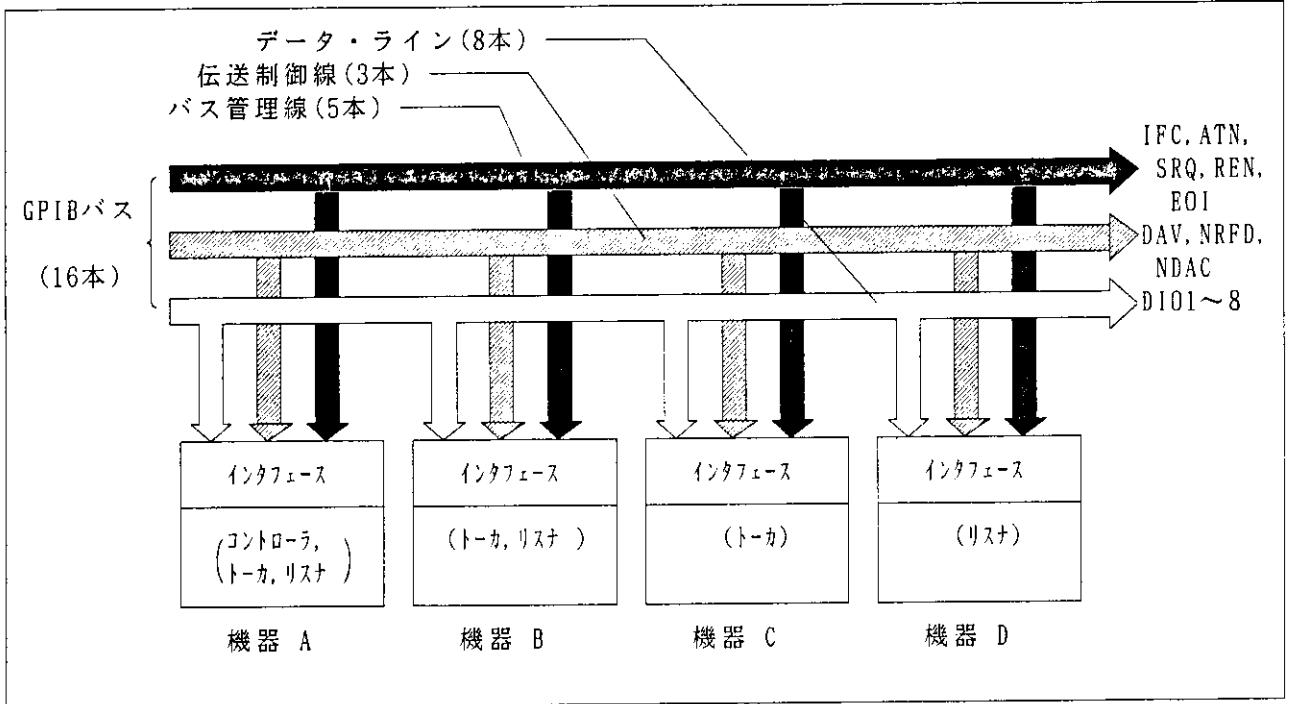 データ・ライン(8本)
伝送制御線(3本)
バス管理線(5本)
GPIBバス
(16本)
IFC, ATN,
SRQ, REN,
EOI
DAV, NRFD,
NDAC
DIO1〜8
インタフェース
インタフェース
インタフェース
インタフェース
(コントローラ,
トーカ, リスナ)
(トーカ, リスナ)
(トーカ)
(リスナ)
機器 A
機器 B
機器 C
機器 D